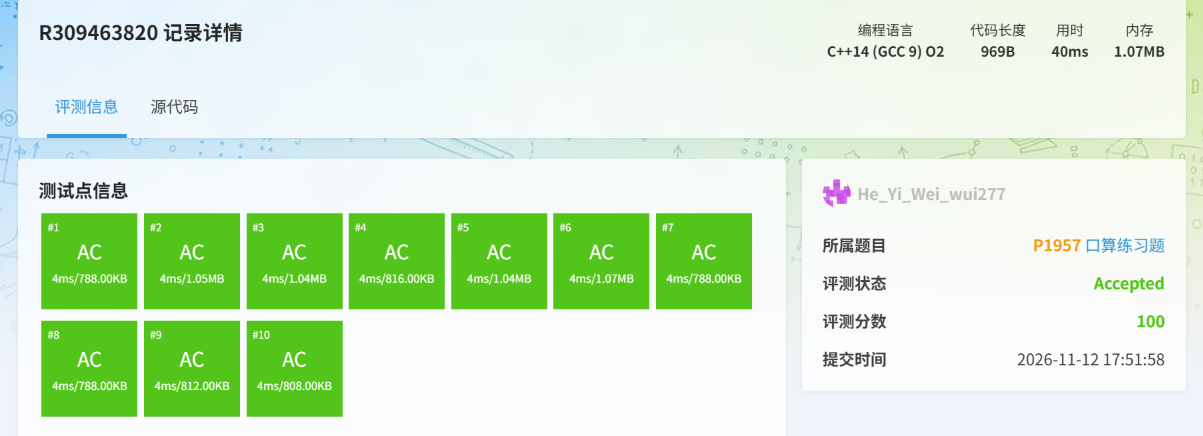 R309463820 记录详情
编程语言 代码长度 用时 内存
C++14 (GCC 9) O2 969B 40ms 1.07MB
评测信息 源代码
测试点信息
#1 #2 #3 #4 #5 #6 #7
AC AC AC AC AC AC AC
4ms/788.00KB 4ms/1.05MB 4ms/1.04MB 4ms/816.00KB 4ms/1.04MB 4ms/1.07MB 4ms/788.00KB
#8 #9 #10
AC AC AC
4ms/788.00KB 4ms/812.00KB 4ms/808.00KB
He_Yi_Wei_wui277
所属题目 P1957 口算练习题
评测状态 Accepted
评测分数 100
提交时间 2026-11-12 17:51:58